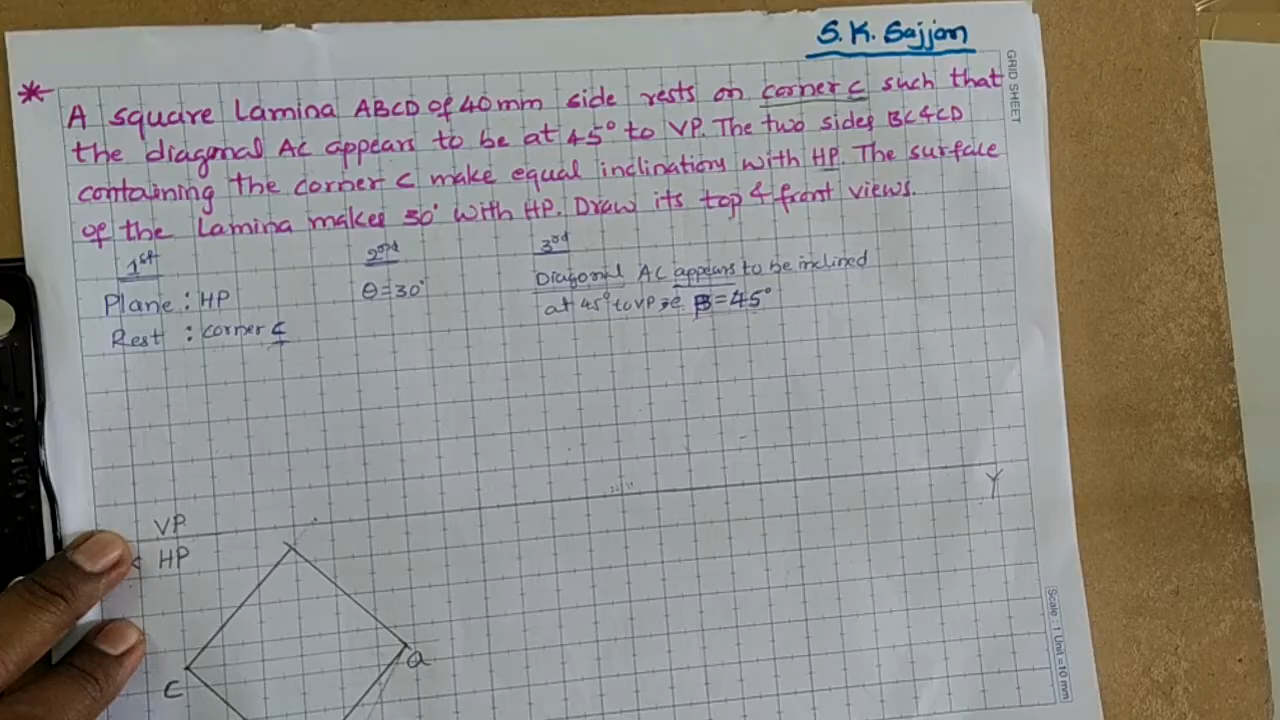 S. K. Sajjan
GRID SHEET
* A square Lamina ABCD of 40mm side rests on corner C such that
the diagonal AC appears to be at 45° to VP. The two sides BC & CD
containing the corner C make equal inclinations with HP. The surface
of the Lamina makes 30° with HP. Draw its top & front views.
1st
2nd
3rd
Plane : HP
θ=30°
Diagonal AC appears to be inclined
at 45° to VP ie β=45°
Rest : corner C
Y
VP
HP
a
c
Scale : 1 Unit = 10 mm